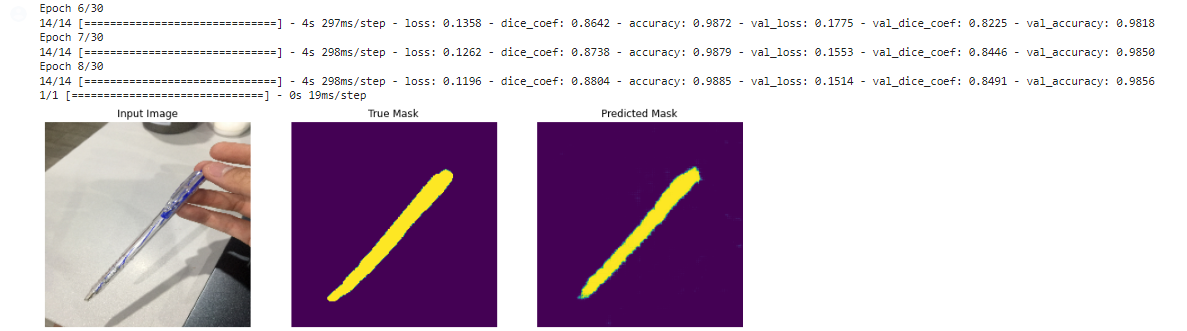 Epoch 6/30
14/14 [==============================] - 4s 297ms/step - loss: 0.1358 - dice_coef: 0.8642 - accuracy: 0.9872 - val_loss: 0.1775 - val_dice_coef: 0.8225 - val_accuracy: 0.9818
Epoch 7/30
14/14 [==============================] - 4s 298ms/step - loss: 0.1262 - dice_coef: 0.8738 - accuracy: 0.9879 - val_loss: 0.1553 - val_dice_coef: 0.8446 - val_accuracy: 0.9850
Epoch 8/30
14/14 [==============================] - 4s 298ms/step - loss: 0.1196 - dice_coef: 0.8804 - accuracy: 0.9885 - val_loss: 0.1514 - val_dice_coef: 0.8491 - val_accuracy: 0.9856
1/1 [==============================] - 0s 19ms/step
Input Image True Mask Predicted Mask